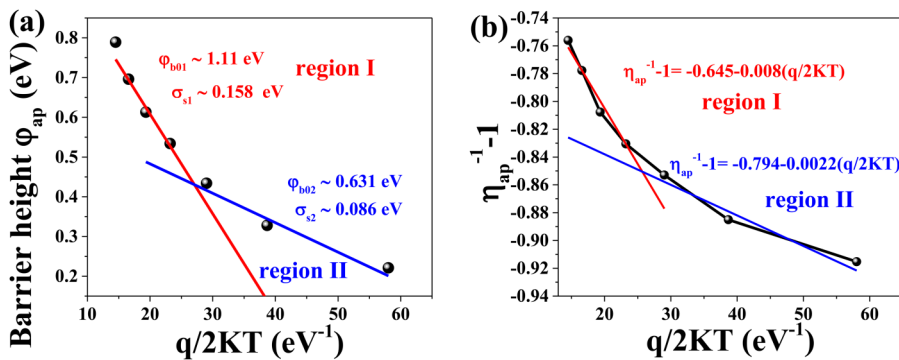 (a)
Barrier height φap (eV)
0.8
0.7
0.6
0.5
0.4
0.3
0.2
10 20 30 40 50 60
q/2KT (eV-1)
φb01 ~ 1.11 eV
σs1 ~ 0.158 eV
region I
φb02 ~ 0.631 eV
σs2 ~ 0.086 eV
region II
(b)
ηap-1-1
-0.74
-0.76
-0.78
-0.80
-0.82
-0.84
-0.86
-0.88
-0.90
-0.92
-0.94
20 30 40 50 60
q/2KT (eV-1)
ηap-1-1= -0.645-0.008(q/2KT)
region I
ηap-1-1= -0.794-0.0022(q/2KT)
region II